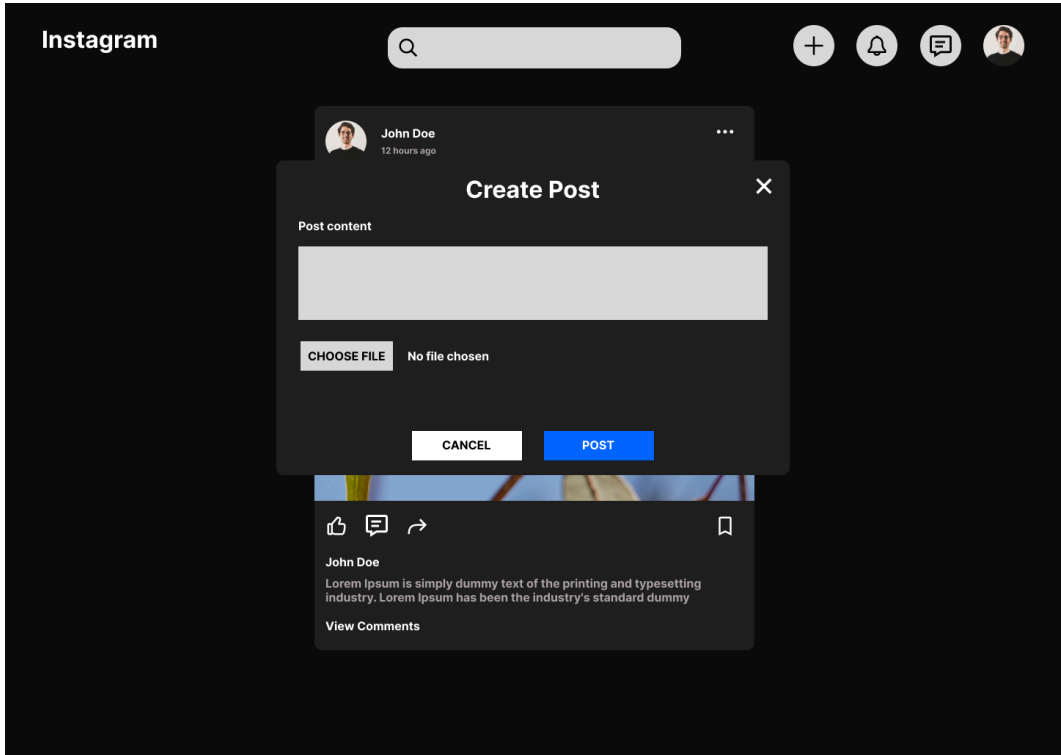 Instagram
John Doe
12 hours ago
Create Post
Post content
CHOOSE FILE No file chosen
CANCEL POST
John Doe
Lorem Ipsum is simply dummy text of the printing and typesetting
industry. Lorem Ipsum has been the industry's standard dummy
View Comments